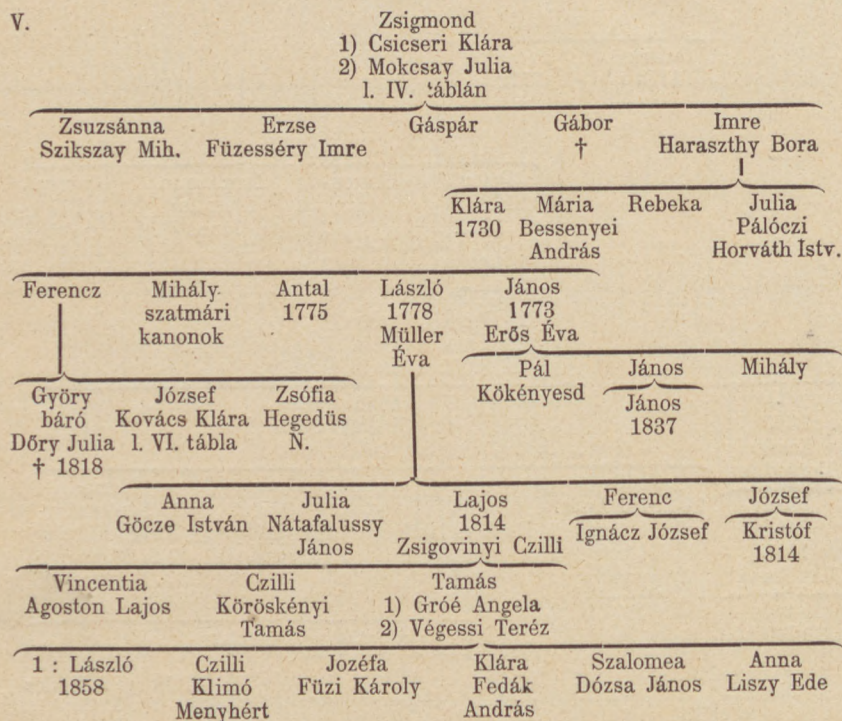 V.
Zsigmond
1) Csicseri Klára
2) Mokcsay Julia
l. IV. táblán
Zsuzsánna Erzse Gáspár Gábor Imre
Szikszay Mih. Füzesséry Imre † Haraszthy Bora
Klára Mária Rebeka Julia
1730 Bessenyei Pálóczi
András Horváth Istv.
Ferencz Mihály Antal László János
szatmári 1775 1778 1773
kanonok Müller Erős Éva
Éva
Pál János Mihály
Kökényesd
János
1837
Györy József Zsófia
báró Kovács Klára Hegedüs
Dőry Julia l. VI. tábla N.
† 1818
Anna Julia Lajos Ferenc József
Göcze István Nátafalussy 1814 Ignácz József Kristóf
János Zsigovinyi Czilli 1814
Vincentia Czilli Tamás
Agoston Lajos Köröskényi 1) Gróé Angela
Tamás 2) Végessi Teréz
1 : László Czilli Jozéfa Klára Szalomea Anna
1858 Klimó Füzi Károly Fedák Dózsa János Liszy Ede
Menyhért András